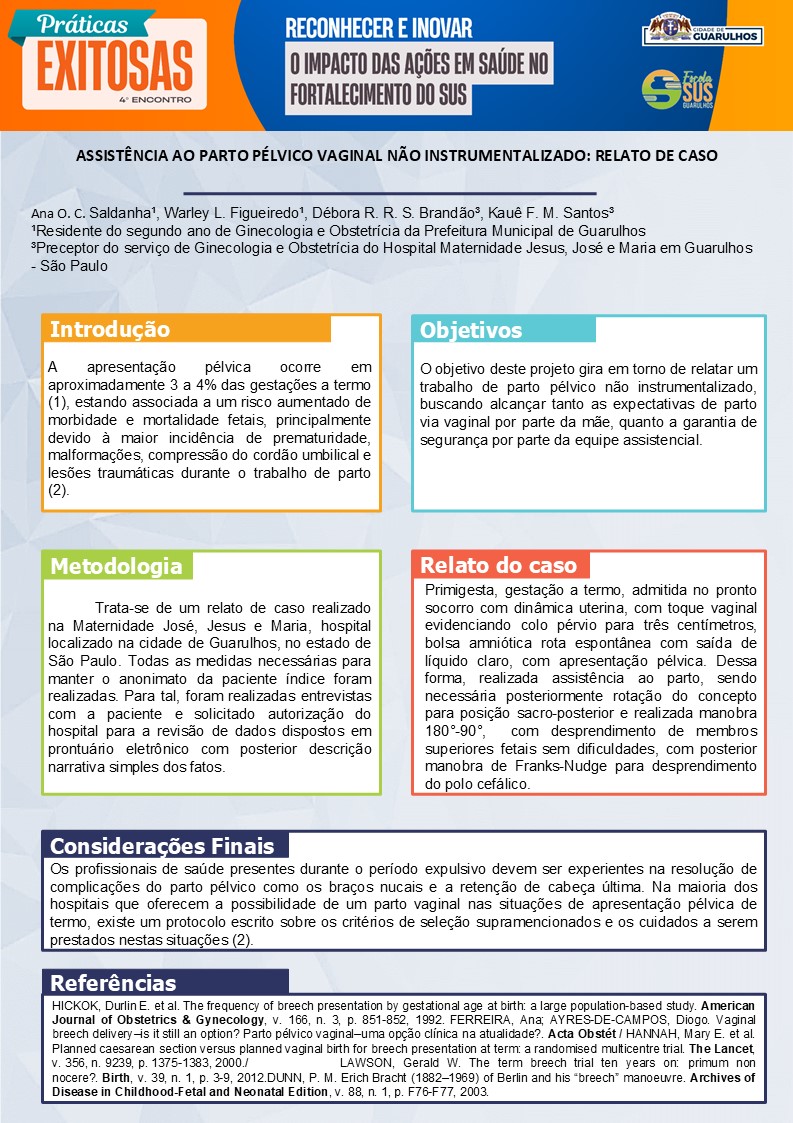 Práticas
EXITOSAS
4º ENCONTRO
RECONHECER E INOVAR
O IMPACTO DAS AÇÕES EM SAÚDE NO
FORTALECIMENTO DO SUS
CIDADE DE
GUARULHOS
Escola
SUS
GUARULHOS
ASSISTÊNCIA AO PARTO PÉLVICO VAGINAL NÃO INSTRUMENTALIZADO: RELATO DE CASO
Ana O. C. Saldanha¹, Warley L. Figueiredo¹, Débora R. R. S. Brandão³, Kauê F. M. Santos³
¹Residente do segundo ano de Ginecologia e Obstetrícia da Prefeitura Municipal de Guarulhos
³Preceptor do serviço de Ginecologia e Obstetrícia do Hospital Maternidade Jesus, José e Maria em Guarulhos
- São Paulo
Introdução
A apresentação pélvica ocorre em
aproximadamente 3 a 4% das gestações a termo
(1), estando associada a um risco aumentado de
morbidade e mortalidade fetais, principalmente
devido à maior incidência de prematuridade,
malformações, compressão do cordão umbilical e
lesões traumáticas durante o trabalho de parto
(2).
Objetivos
O objetivo deste projeto gira em torno de relatar um
trabalho de parto pélvico não instrumentalizado,
buscando alcançar tanto as expectativas de parto
via vaginal por parte da mãe, quanto a garantia de
segurança por parte da equipe assistencial.
Metodologia
Trata-se de um relato de caso realizado
na Maternidade José, Jesus e Maria, hospital
localizado na cidade de Guarulhos, no estado de
São Paulo. Todas as medidas necessárias para
manter o anonimato da paciente índice foram
realizadas. Para tal, foram realizadas entrevistas
com a paciente e solicitado autorização do
hospital para a revisão de dados dispostos em
prontuário eletrônico com posterior descrição
narrativa simples dos fatos.
Relato do caso
Primigesta, gestação a termo, admitida no pronto
socorro com dinâmica uterina, com toque vaginal
evidenciando colo pérvio para três centímetros,
bolsa amniótica rota espontânea com saída de
líquido claro, com apresentação pélvica. Dessa
forma, realizada assistência ao parto, sendo
necessária posteriormente rotação do concepto
para posição sacro-posterior e realizada manobra
180°-90°, com desprendimento de membros
superiores fetais sem dificuldades, com posterior
manobra de Franks-Nudge para desprendimento
do polo cefálico.
Considerações Finais
Os profissionais de saúde presentes durante o período expulsivo devem ser experientes na resolução de
complicações do parto pélvico como os braços nucais e a retenção de cabeça última. Na maioria dos
hospitais que oferecem a possibilidade de um parto vaginal nas situações de apresentação pélvica de
termo, existe um protocolo escrito sobre os critérios de seleção supramencionados e os cuidados a serem
prestados nestas situações (2).
Referências
HICKOK, Durlin E. et al. The frequency of breech presentation by gestational age at birth: a large population-based study. American
Journal of Obstetrics & Gynecology, v. 166, n. 3, p. 851-852, 1992. FERREIRA, Ana; AYRES-DE-CAMPOS, Diogo. Vaginal
breech delivery–is it still an option? Parto pélvico vaginal–uma opção clínica na atualidade?. Acta Obstét / HANNAH, Mary E. et al.
Planned caesarean section versus planned vaginal birth for breech presentation at term: a randomised multicentre trial. The Lancet,
v. 356, n. 9239, p. 1375-1383, 2000./ LAWSON, Gerald W. The term breech trial ten years on: primum non
nocere?. Birth, v. 39, n. 1, p. 3-9, 2012.DUNN, P. M. Erich Bracht (1882–1969) of Berlin and his “breech” manoeuvre. Archives of
Disease in Childhood-Fetal and Neonatal Edition, v. 88, n. 1, p. F76-F77, 2003.